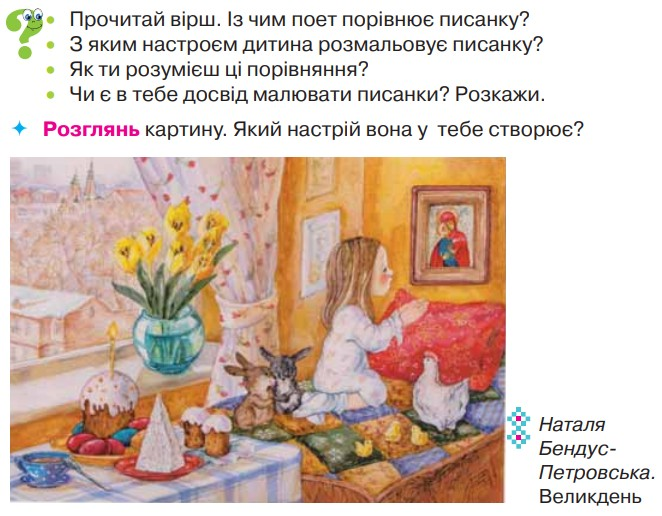 • Прочитай вірш. Із чим поет порівнює писанку?
• З яким настроєм дитина розмальовує писанку?
• Як ти розумієш ці порівняння?
• Чи є в тебе досвід малювати писанки? Розкажи.
Розглянь картину. Який настрій вона у тебе створює?
Наталя
Бендус-
Петровська.
Великдень